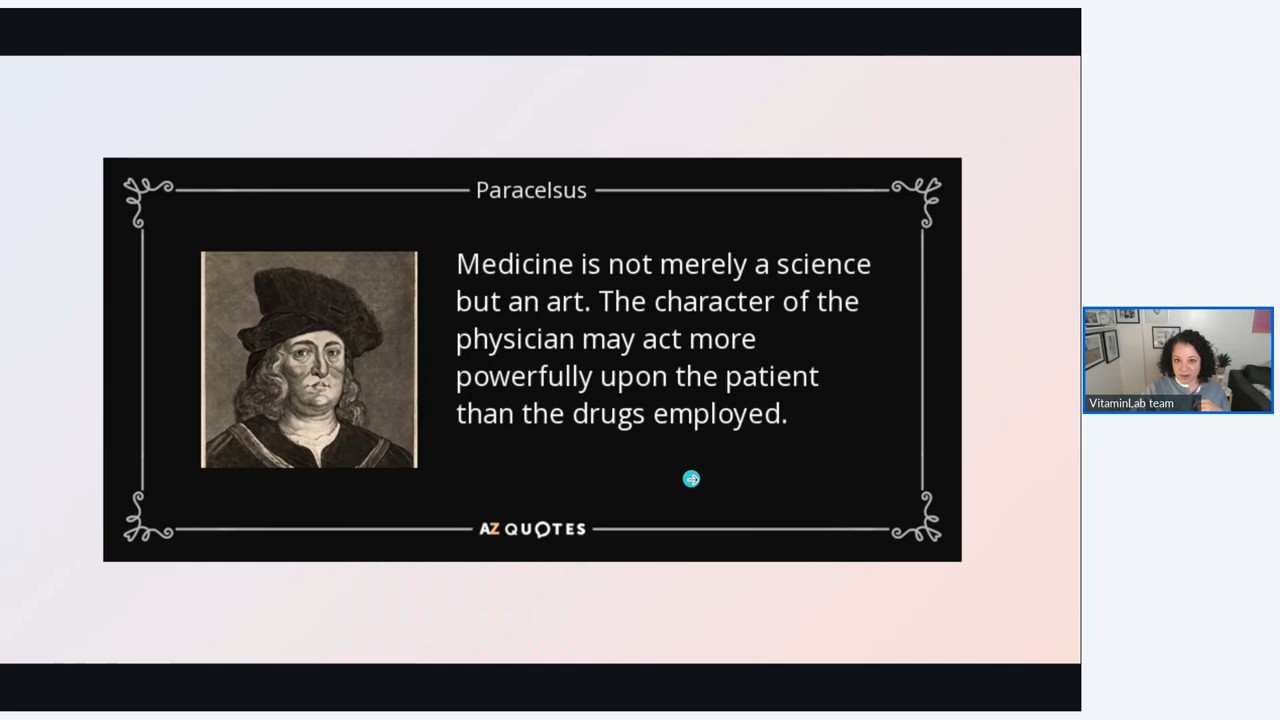 Paracelsus
Medicine is not merely a science
but an art. The character of the
physician may act more
powerfully upon the patient
than the drugs employed.
AZ QUOTES
VitaminLab team